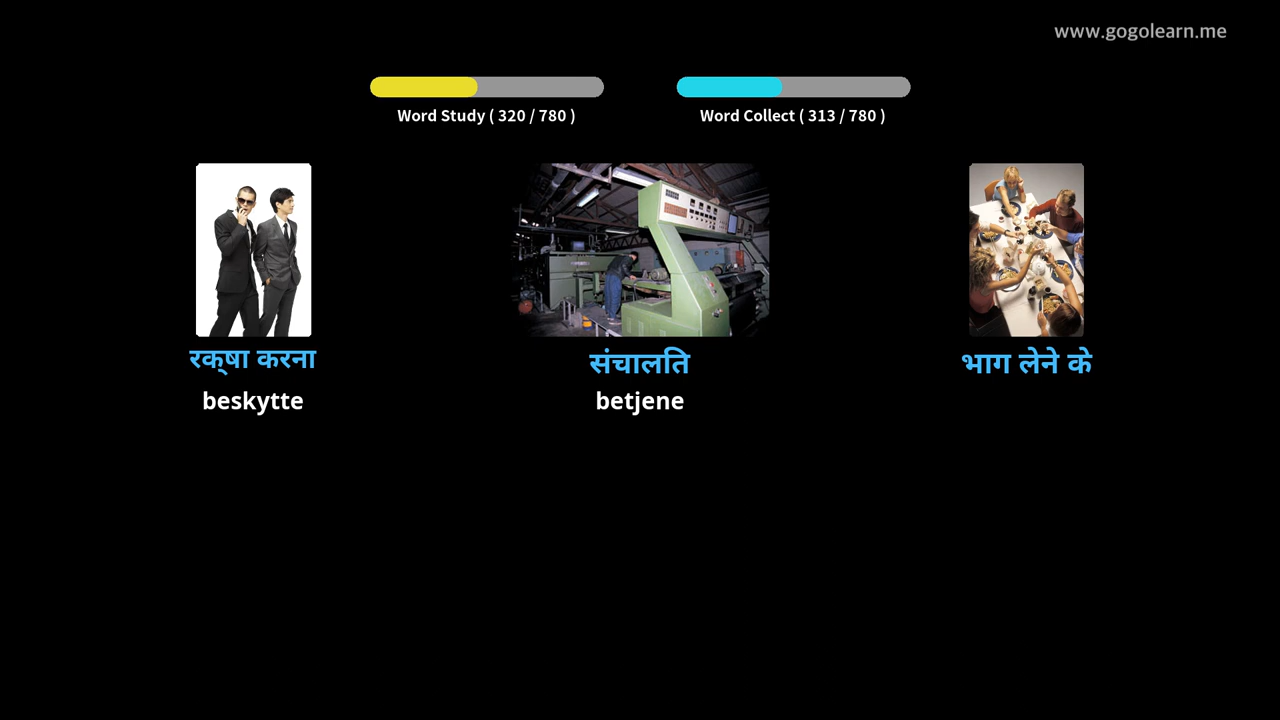 www.gogolearn.me
Word Study ( 320 / 780 )
Word Collect ( 313 / 780 )
रक्षा करना
संचालति
भाग लेने के
beskytte
betjene